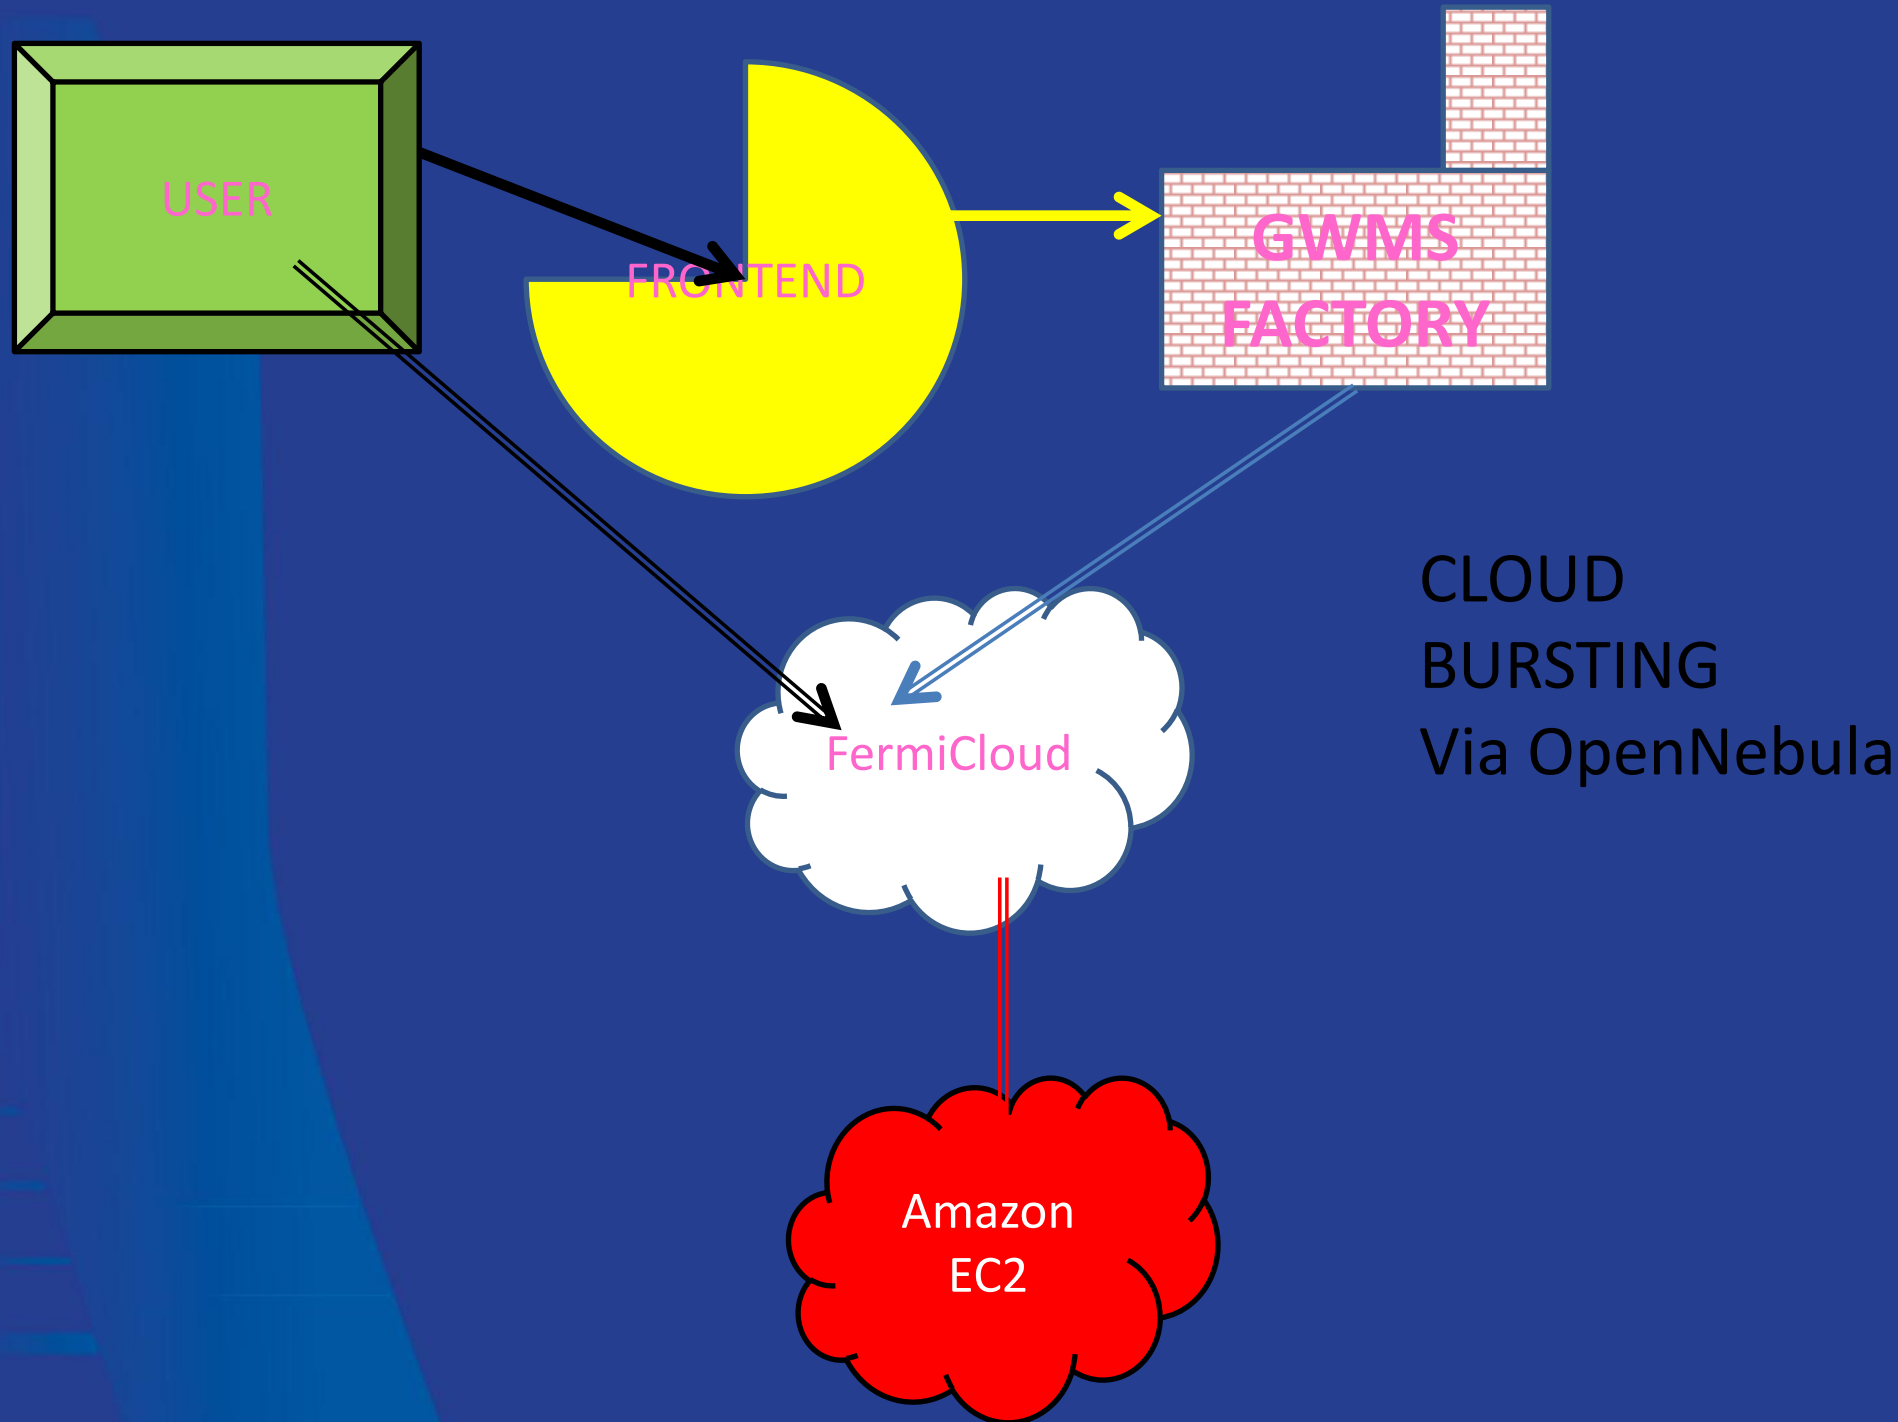 USER
FRONTEND
GWMS
FACTORY
CLOUD
BURSTING
Via OpenNebula
FermiCloud
Amazon
EC2